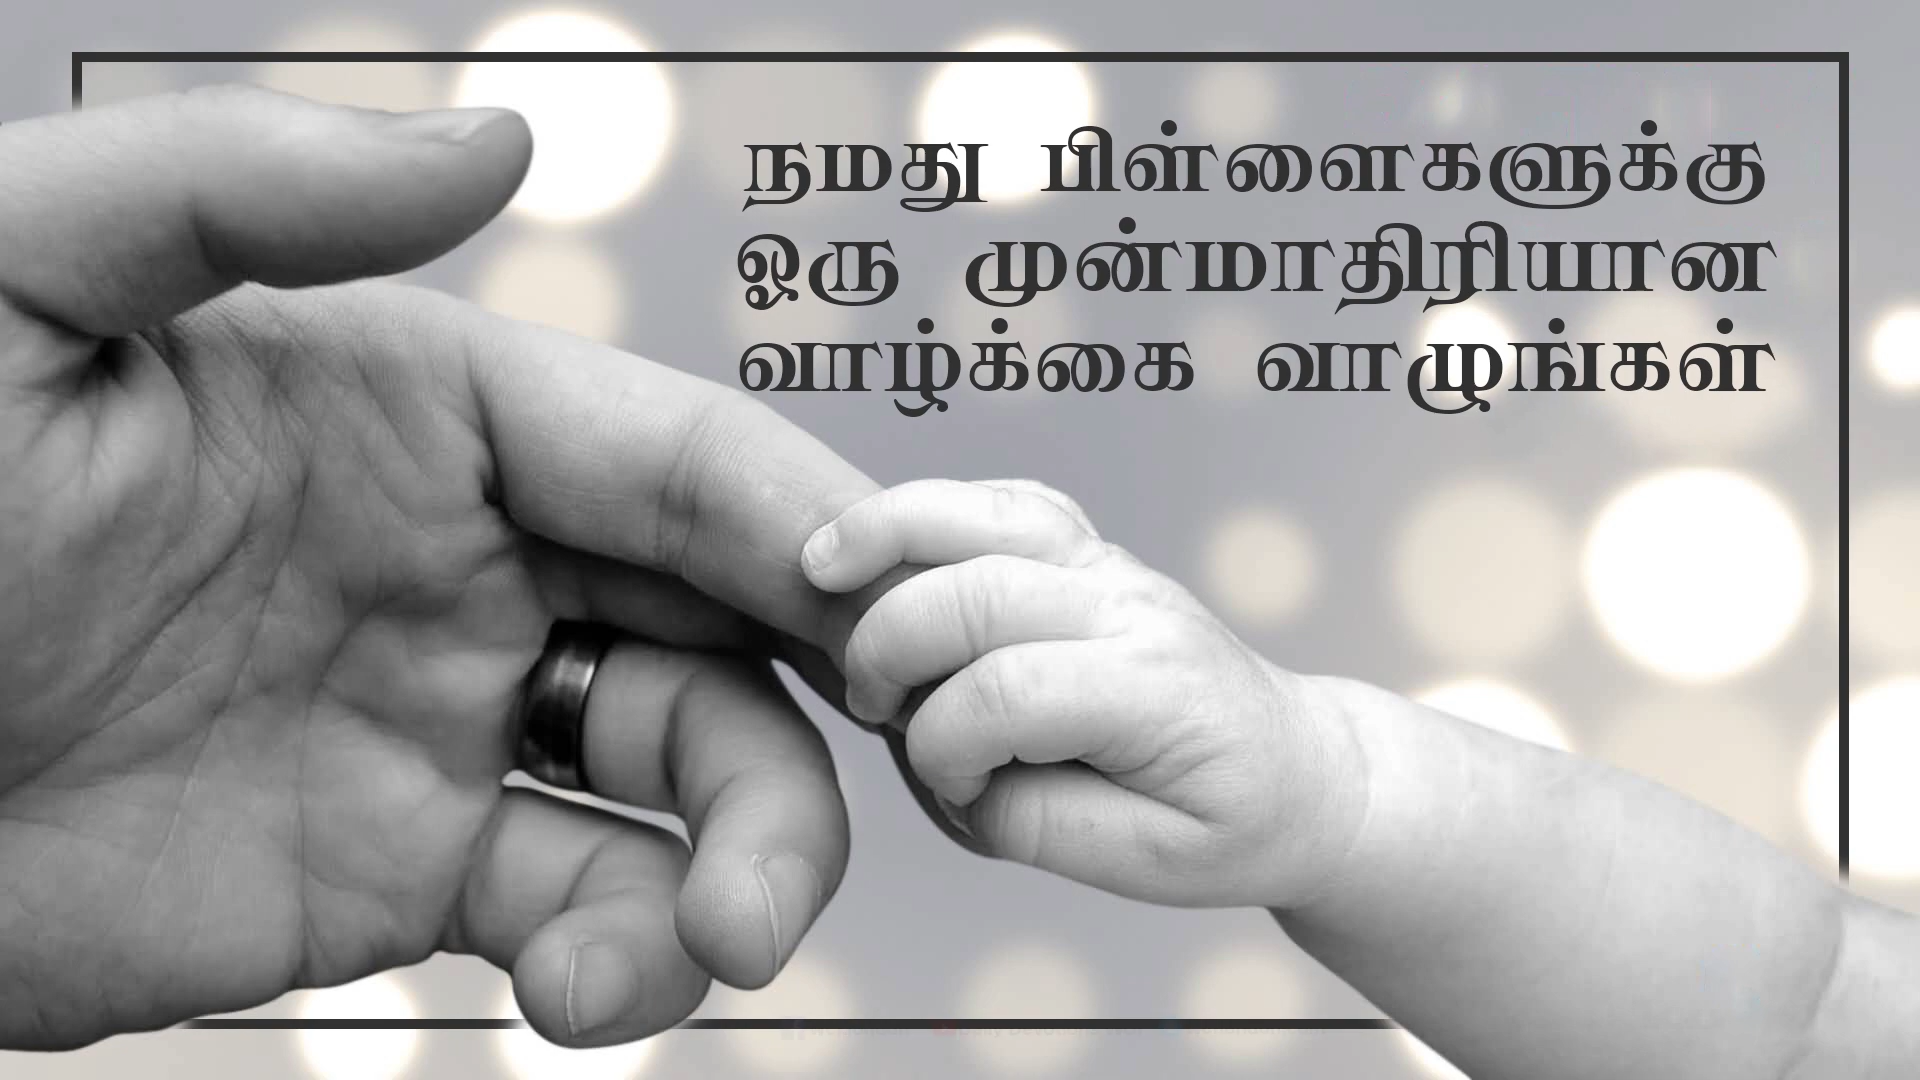 நமது பிள்ளைகளுக்கு
ஒரு முன்மாதிரியான
வாழ்க்கை வாழுங்கள்